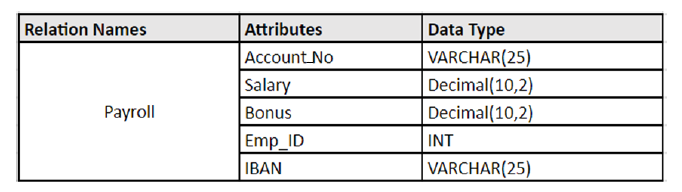 Relation Names Attributes Data Type
Account_No VARCHAR(25)
Salary Decimal(10,2)
Payroll Bonus Decimal(10,2)
Emp_ID INT
IBAN VARCHAR(25)